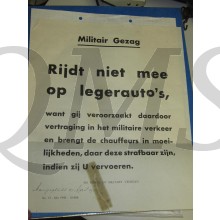 Militair Gezag
Rijdt niet mee
op legerauto's,
want gij veroorzaakt daardoor
vertraging in het militaire verkeer
en brengt de chauffeurs in moei-
lijkheden, daar deze strafbaar zijn,
indien zij U vervoeren.
QMS